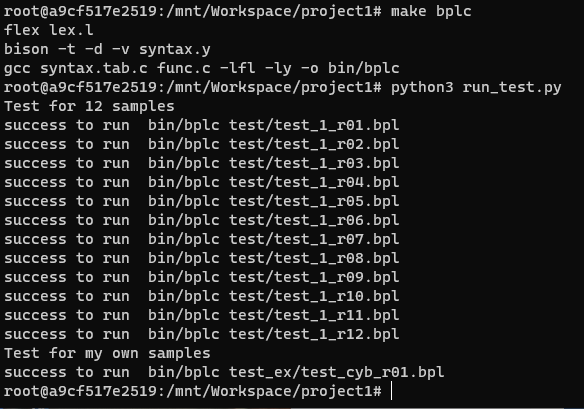 root@a9cf517e2519:/mnt/Workspace/project1# make bplc
flex lex.l
bison -t -d -v syntax.y
gcc syntax.tab.c func.c -lfl -ly -o bin/bplc
root@a9cf517e2519:/mnt/Workspace/project1# python3 run_test.py
Test for 12 samples
success to run  bin/bplc test/test_1_r01.bpl
success to run  bin/bplc test/test_1_r02.bpl
success to run  bin/bplc test/test_1_r03.bpl
success to run  bin/bplc test/test_1_r04.bpl
success to run  bin/bplc test/test_1_r05.bpl
success to run  bin/bplc test/test_1_r06.bpl
success to run  bin/bplc test/test_1_r07.bpl
success to run  bin/bplc test/test_1_r08.bpl
success to run  bin/bplc test/test_1_r09.bpl
success to run  bin/bplc test/test_1_r10.bpl
success to run  bin/bplc test/test_1_r11.bpl
success to run  bin/bplc test/test_1_r12.bpl
Test for my own samples
success to run  bin/bplc test_ex/test_cyb_r01.bpl
root@a9cf517e2519:/mnt/Workspace/project1#